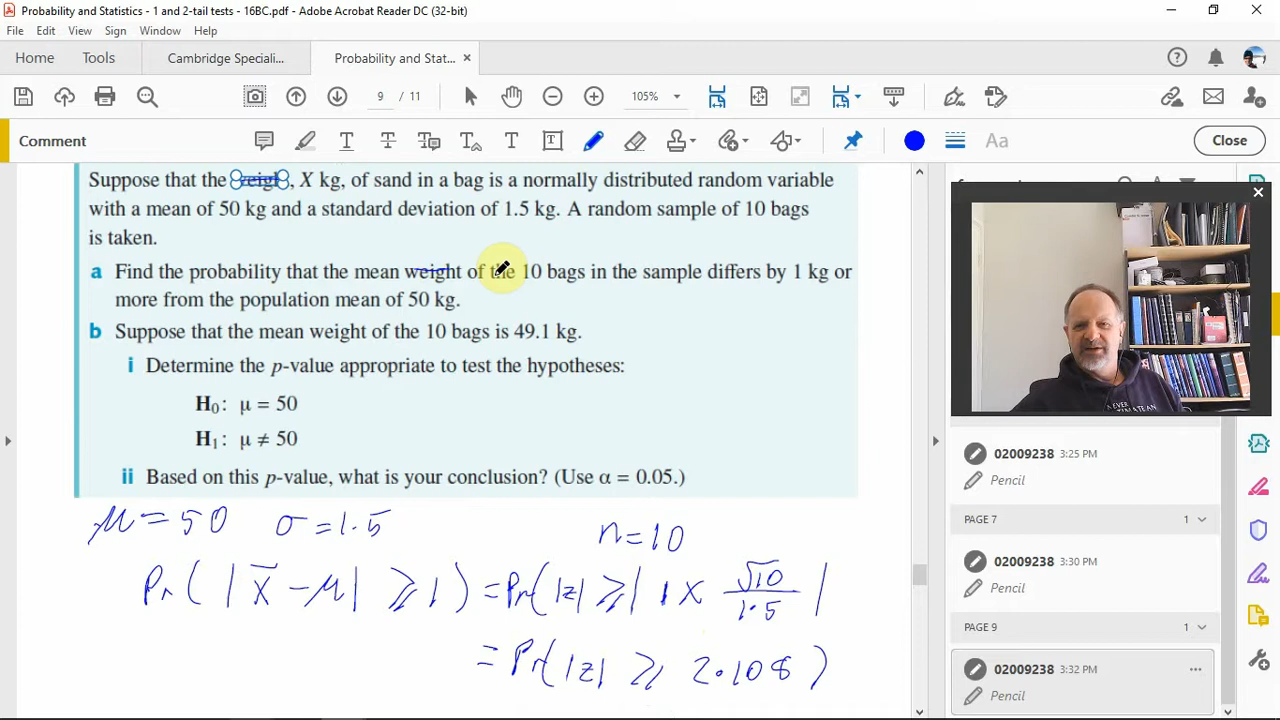 Probability and Statistics - 1 and 2-tail tests - 16BC.pdf - Adobe Acrobat Reader DC (32-bit)
File Edit View Sign Window Help
Home Tools Cambridge Speciali... Probability and Stat...
9 / 11 105%
Comment Close
Suppose that the weight, X kg, of sand in a bag is a normally distributed random variable
with a mean of 50 kg and a standard deviation of 1.5 kg. A random sample of 10 bags
is taken.
a Find the probability that the mean weight of the 10 bags in the sample differs by 1 kg or
more from the population mean of 50 kg.
b Suppose that the mean weight of the 10 bags is 49.1 kg.
i Determine the p-value appropriate to test the hypotheses:
H₀: μ = 50
H₁: μ ≠ 50
ii Based on this p-value, what is your conclusion? (Use α = 0.05.)
μ = 50 σ = 1.5 n = 10
Pr( | X̄ - μ | ⩾ 1 ) = Pr( |z| ⩾ | 1 × √10/1.5 |
= Pr( |z| ⩾ 2.108 )
02009238 3:25 PM
Pencil
PAGE 7 1
02009238 3:30 PM
Pencil
PAGE 9 1
02009238 3:32 PM
Pencil